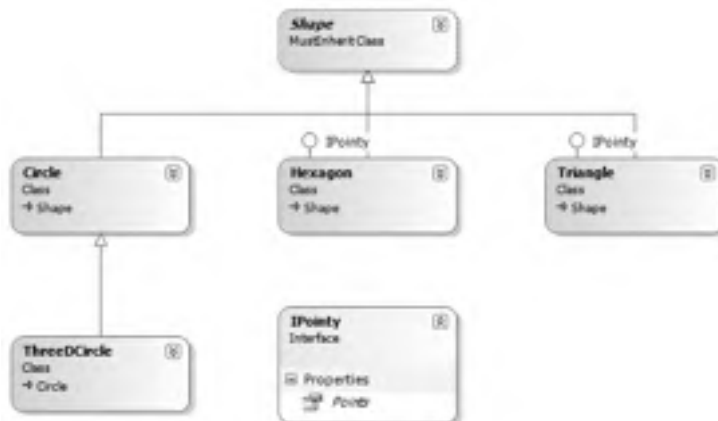 Shape
MustInherit Class
IPointy
IPointy
Circle
Class
Shape
Hexagon
Class
Shape
Triangle
Class
Shape
ThreeDCircle
Class
Circle
IPointy
Interface
Properties
Points